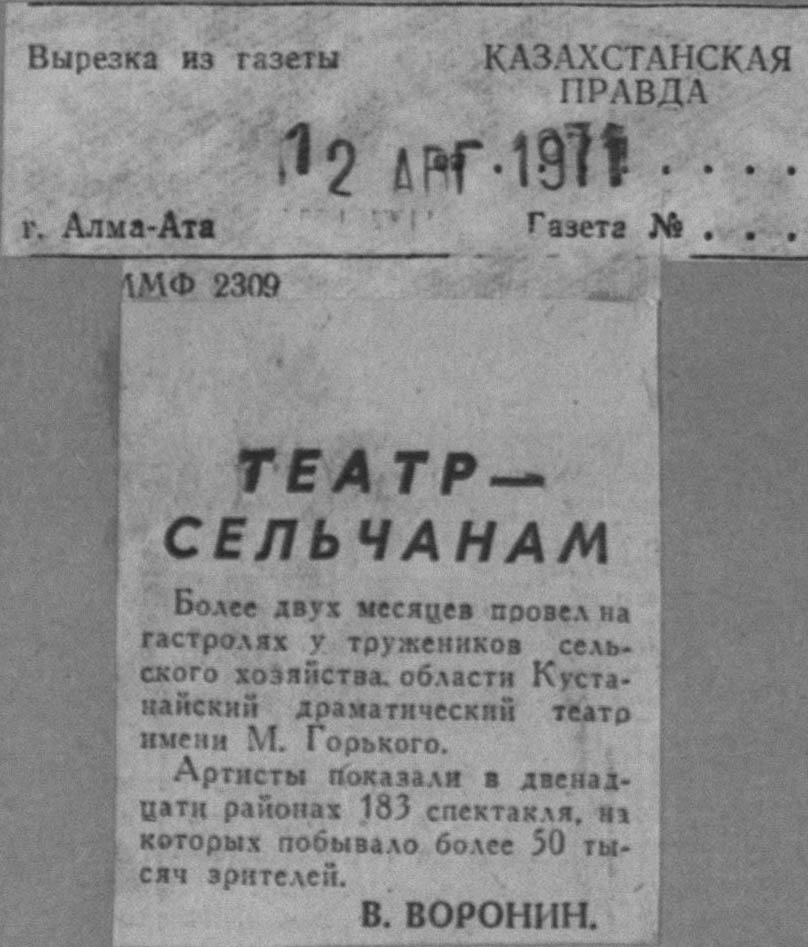 Вырезка из газеты
КАЗАХСТАНСКАЯ
ПРАВДА
12 АВГ. 1971 . . . .
г. Алма-Ата
Газета № . . .
ММФ 2309
ТЕАТР —
СЕЛЬЧАНАМ
Более двух месяцев провел на
гастролях у тружеников сель-
ского хозяйства области Куста-
найский драматический театр
имени М. Горького.
Артисты показали в двенад-
цати районах 183 спектакля, на
которых побывало более 50 ты-
сяч зрителей.
В. ВОРОНИН.